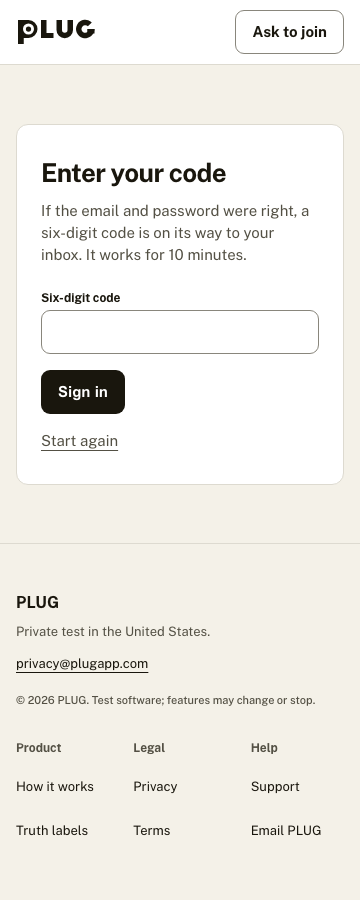 PLUG
Ask to join
Enter your code
If the email and password were right, a
six-digit code is on its way to your
inbox. It works for 10 minutes.
Six-digit code
Sign in
Start again
PLUG
Private test in the United States.
privacy@plugapp.com
© 2026 PLUG. Test software; features may change or stop.
Product
Legal
Help
How it works
Privacy
Support
Truth labels
Terms
Email PLUG